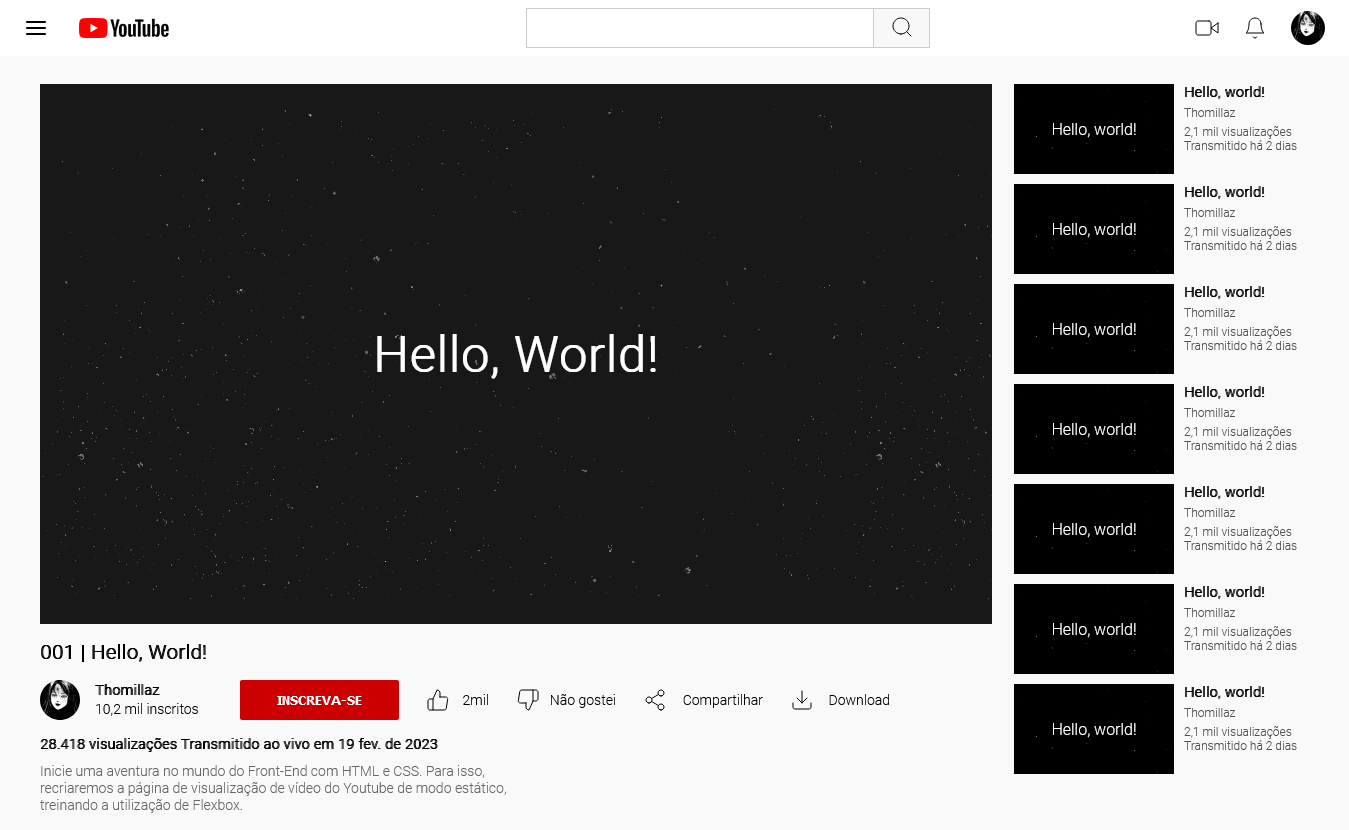 YouTube
Hello, World!
001 | Hello, World!
Thomillaz
10,2 mil inscritos
INSCREVA-SE
2mil
Não gostei
Compartilhar
Download
28.418 visualizações Transmitido ao vivo em 19 fev. de 2023
Inicie uma aventura no mundo do Front-End com HTML e CSS. Para isso,
recriaremos a página de visualização de vídeo do Youtube de modo estático,
treinando a utilização de Flexbox.
Hello, world!
Hello, world!
Thomillaz
2,1 mil visualizações
Transmitido há 2 dias
Hello, world!
Hello, world!
Thomillaz
2,1 mil visualizações
Transmitido há 2 dias
Hello, world!
Hello, world!
Thomillaz
2,1 mil visualizações
Transmitido há 2 dias
Hello, world!
Hello, world!
Thomillaz
2,1 mil visualizações
Transmitido há 2 dias
Hello, world!
Hello, world!
Thomillaz
2,1 mil visualizações
Transmitido há 2 dias
Hello, world!
Hello, world!
Thomillaz
2,1 mil visualizações
Transmitido há 2 dias
Hello, world!
Hello, world!
Thomillaz
2,1 mil visualizações
Transmitido há 2 dias